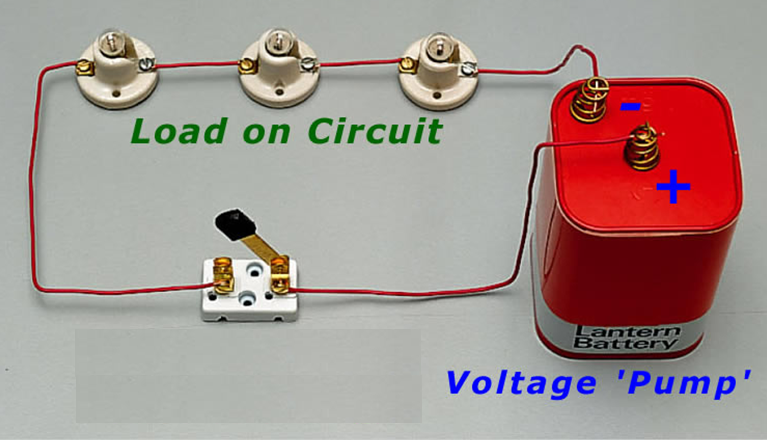 -
Load on Circuit
+
Lantern
Battery
Voltage 'Pump'